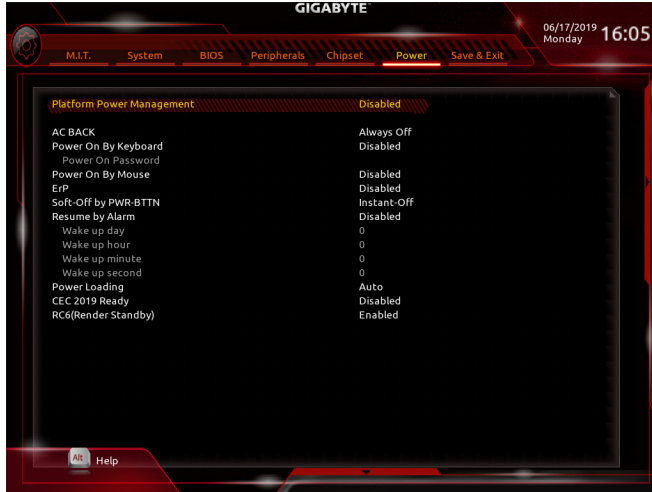 GIGABYTE
06/17/2019 16:05
Monday
M.I.T. System BIOS Peripherals Chipset Power Save & Exit
Platform Power Management Disabled
AC BACK Always Off
Power On By Keyboard Disabled
Power On Password
Power On By Mouse Disabled
ErP Disabled
Soft-Off by PWR-BTTN Instant-Off
Resume by Alarm Disabled
Wake up day 0
Wake up hour 0
Wake up minute 0
Wake up second 0
Power Loading Auto
CEC 2019 Ready Disabled
RC6(Render Standby) Enabled
Alt Help